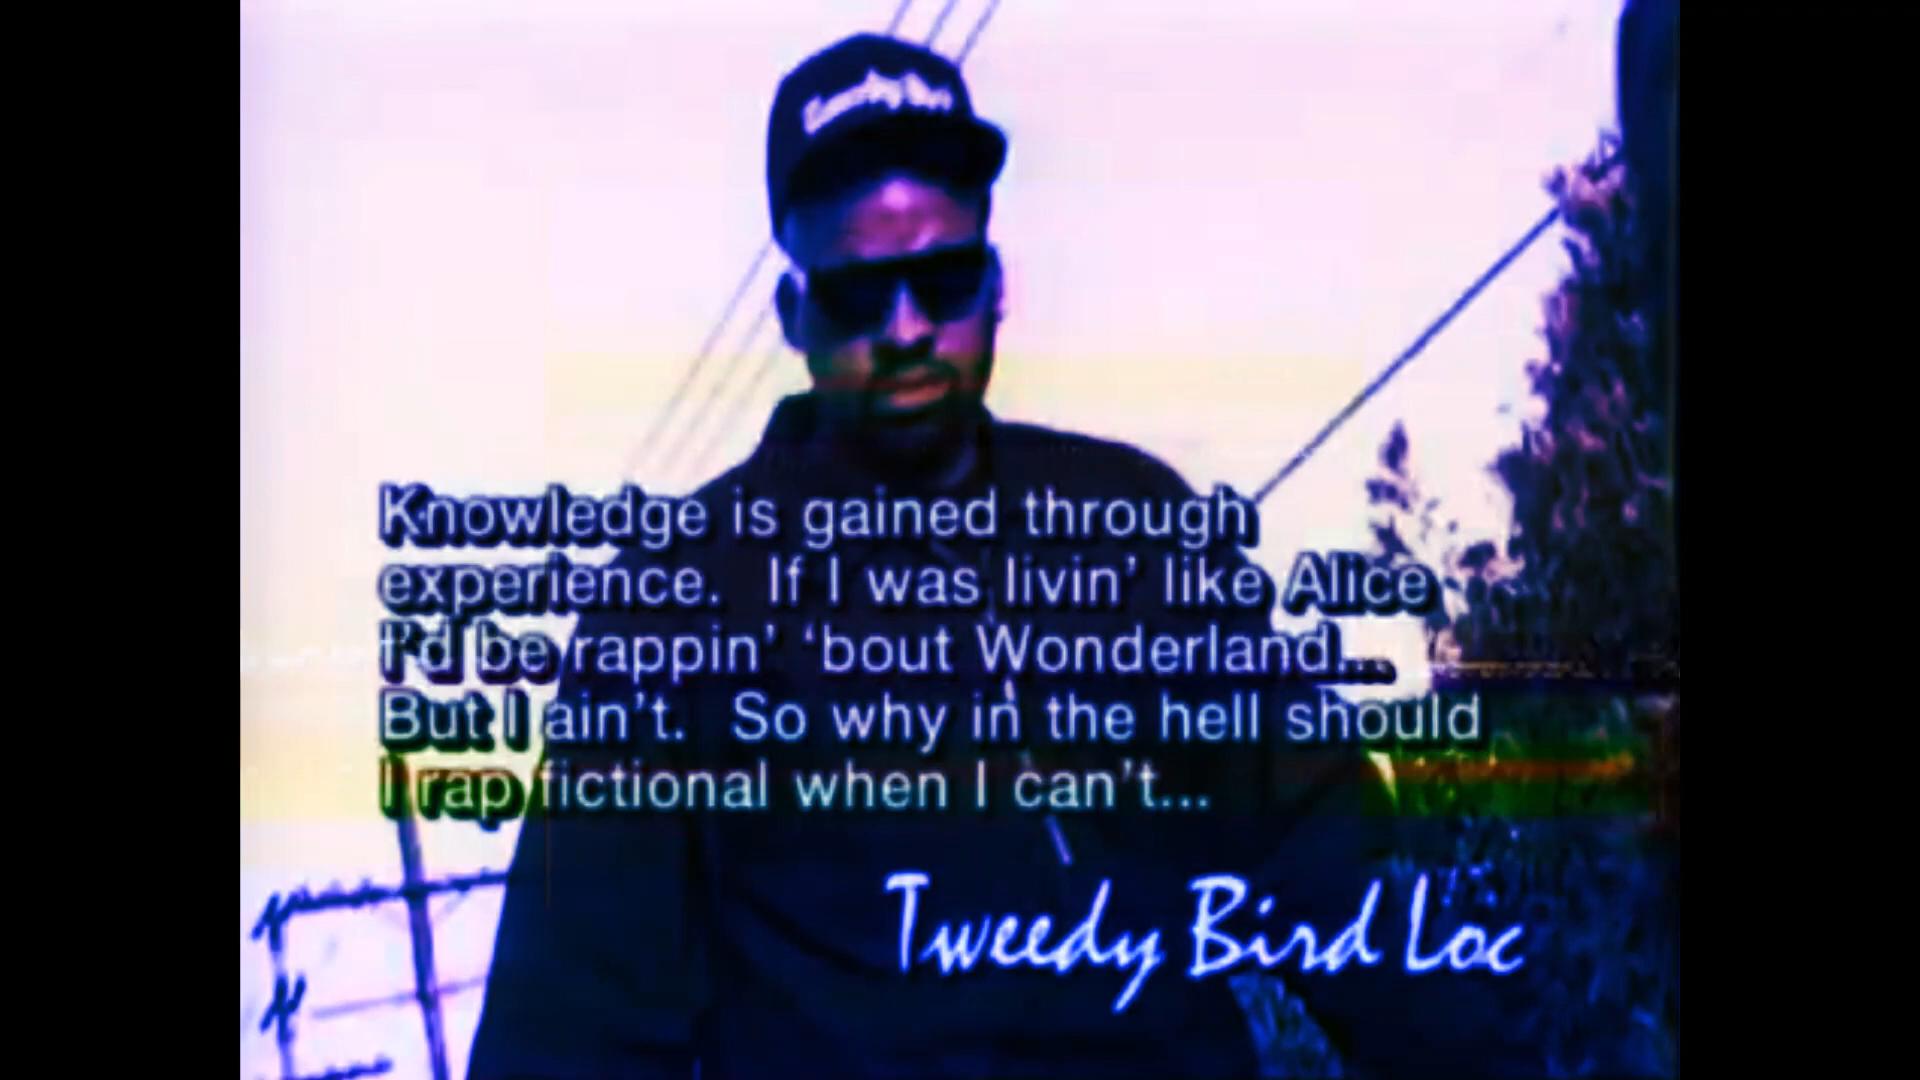 Knowledge is gained through
experience. If I was livin' like Alice
I'd be rappin' 'bout Wonderland...
But I ain't. So why in the hell should
I rap fictional when I can't...
Tweedy Bird Loc